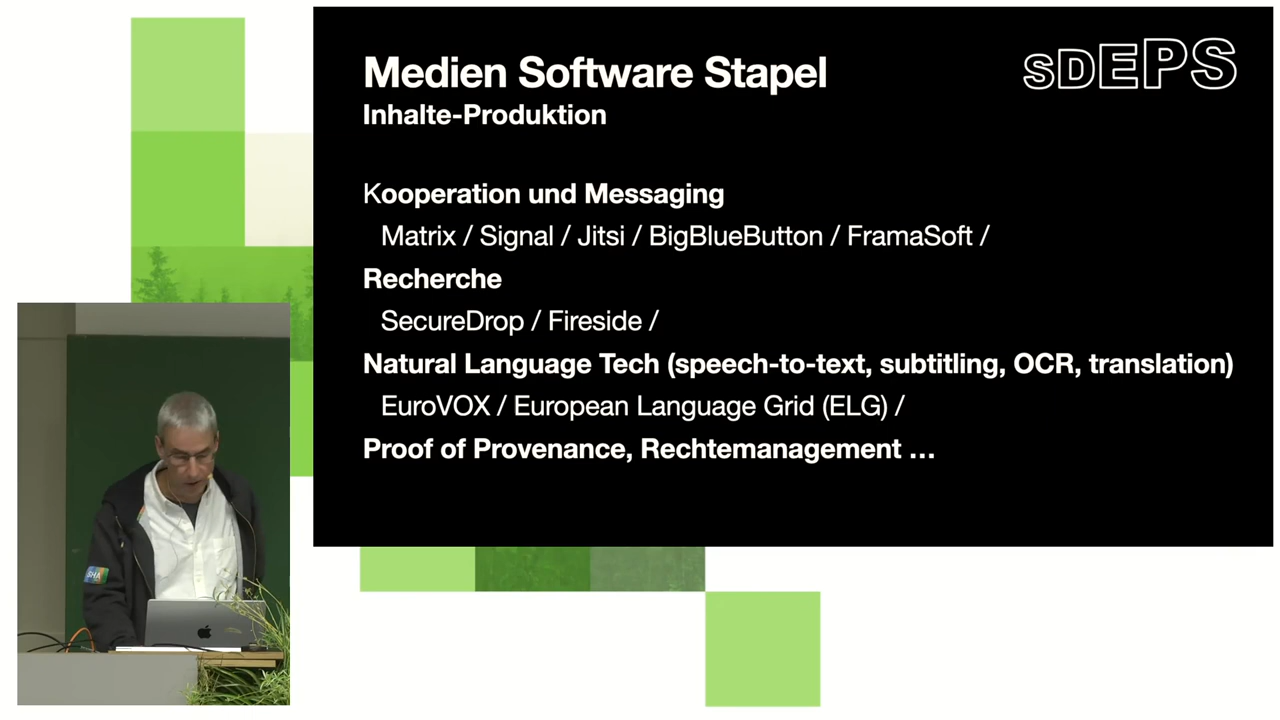 Medien Software Stapel
sDEPS
Inhalte-Produktion
Kooperation und Messaging
Matrix / Signal / Jitsi / BigBlueButton / FramaSoft /
Recherche
SecureDrop / Fireside /
Natural Language Tech (speech-to-text, subtitling, OCR, translation)
EuroVOX / European Language Grid (ELG) /
Proof of Provenance, Rechtemanagement …
SHA